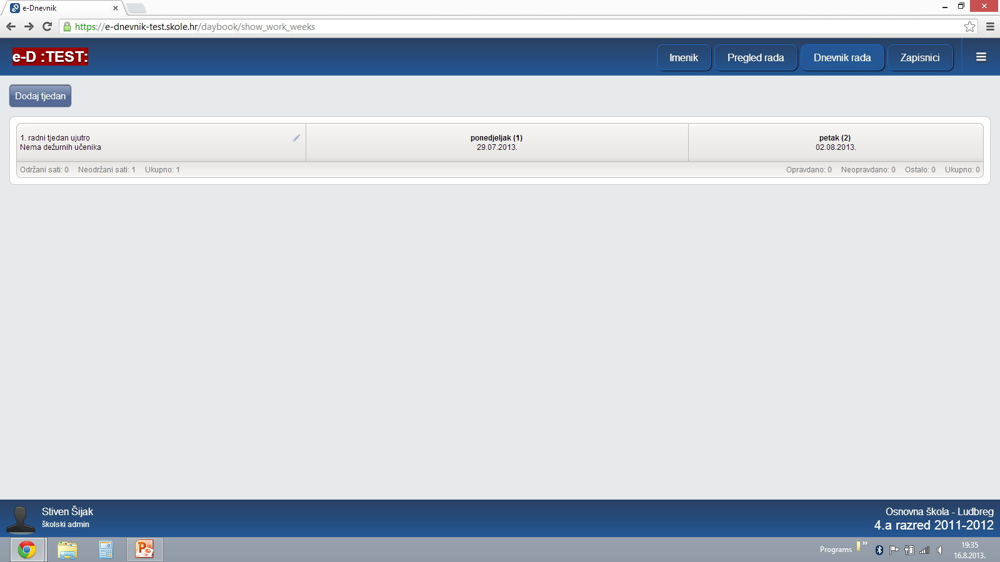 e-Dnevnik
https://e-dnevnik-test.skole.hr/daybook/show_work_weeks
e-D :TEST:
Imenik
Pregled rada
Dnevnik rada
Zapisnici
Dodaj tjedan
1. radni tjedan ujutro
Nema dežurnih učenika
ponedjeljak (1)
29.07.2013.
petak (2)
02.08.2013.
Održani sati: 0 Neodržani sati: 1 Ukupno: 1
Opravdano: 0 Neopravdano: 0 Ostalo: 0 Ukupno: 0
Stiven Šijak
školski admin
Osnovna škola - Ludbreg
4.a razred 2011-2012
Programs
19:35
16.8.2013.